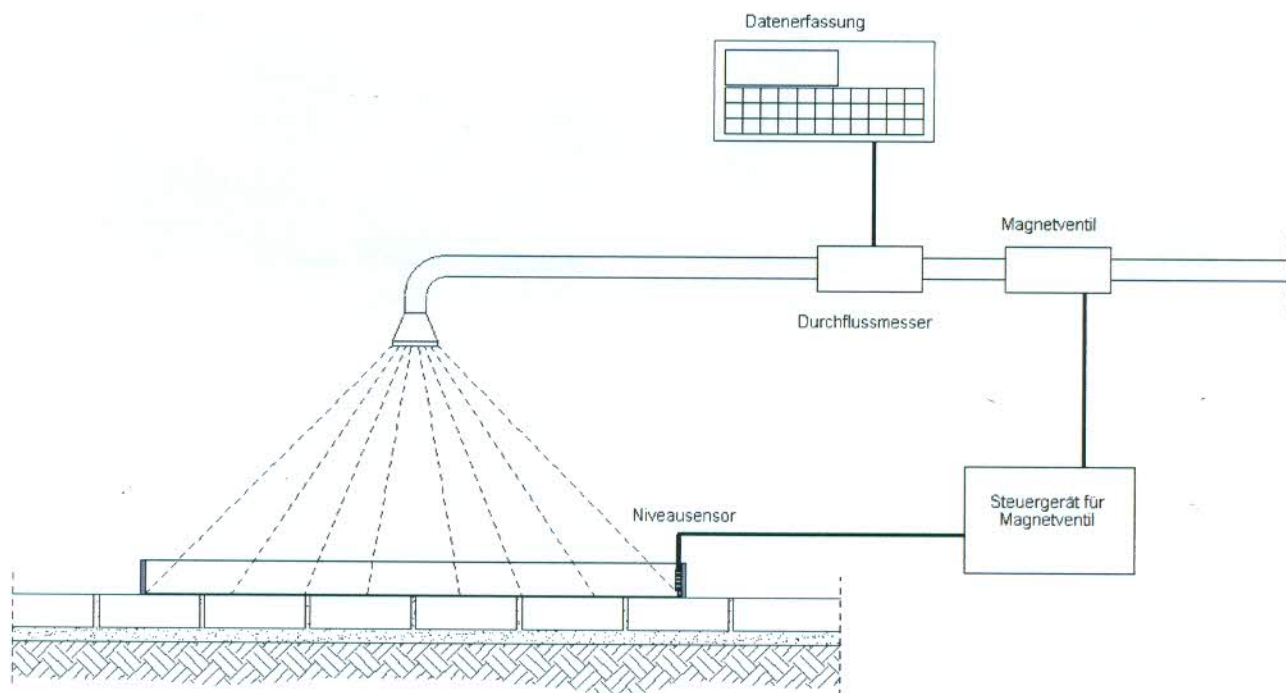 Datenerfassung
Magnetventil
Durchflussmesser
Niveausensor
Steuergerät für
Magnetventil